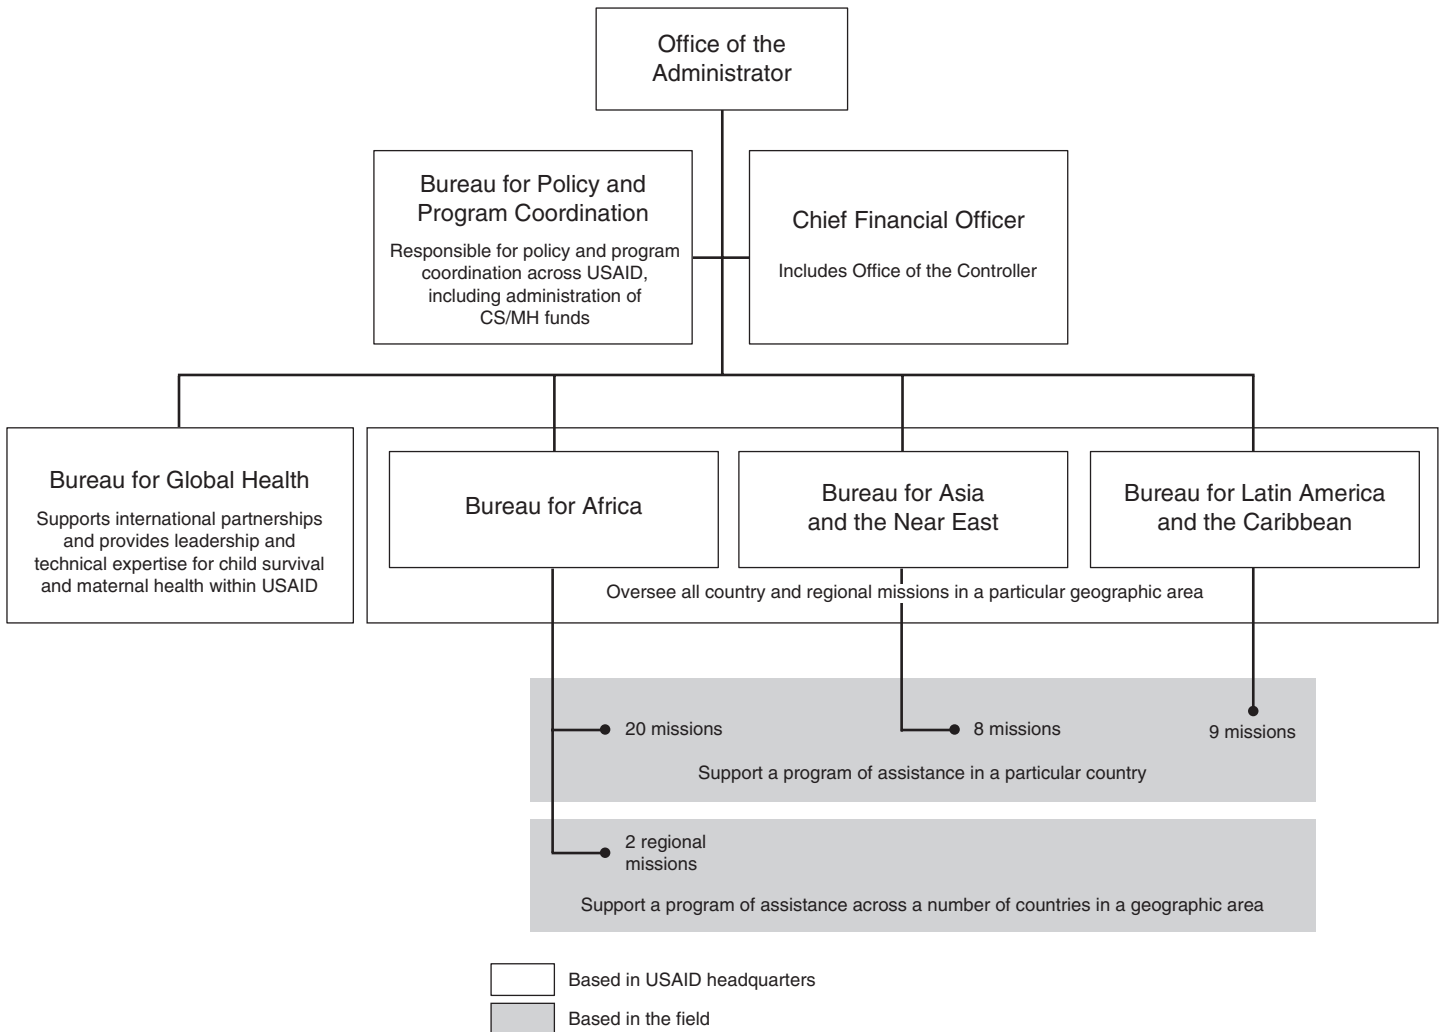 Office of the
Administrator
Bureau for Policy and
Program Coordination
Responsible for policy and program
coordination across USAID,
including administration of
CS/MH funds
Chief Financial Officer
Includes Office of the Controller
Bureau for Global Health
Supports international partnerships
and provides leadership and
technical expertise for child survival
and maternal health within USAID
Bureau for Africa
Bureau for Asia
and the Near East
Bureau for Latin America
and the Caribbean
Oversee all country and regional missions in a particular geographic area
20 missions
8 missions
9 missions
Support a program of assistance in a particular country
2 regional
missions
Support a program of assistance across a number of countries in a geographic area
Based in USAID headquarters
Based in the field